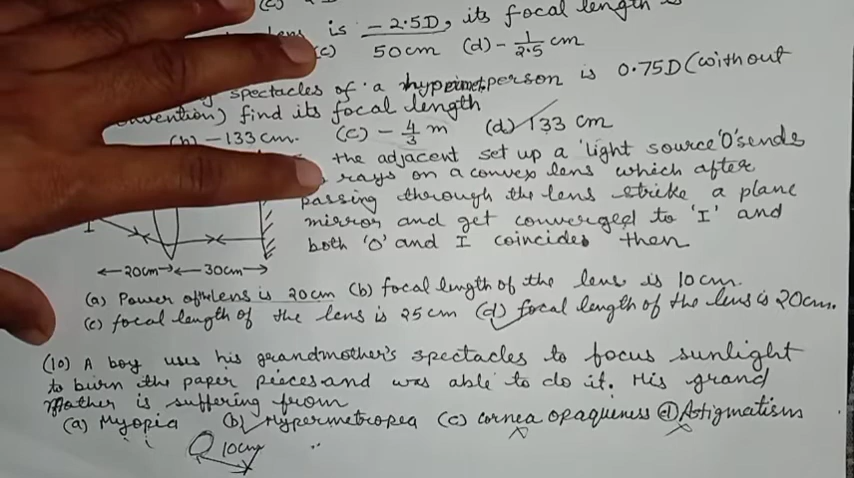 is -2.5D, its focal length
(c) 50cm (d) - 1/2.5 cm
spectacles of a person is 0.75D (without
find its focal length
(b) -133 cm. (c) - 4/3 m (d) 133 cm
the adjacent set up a light source 'O' sends
rays on a convex lens which after
passing through the lens strike a plane
mirror and get converged to 'I' and
both 'O' and I coincides then
I
20cm 30cm
(a) Power of the lens is 20cm (b) focal length of the lens is 10cm.
(c) focal length of the lens is 25cm (d) focal length of the lens is 20cm.
(10) A boy uses his grandmother's spectacles to focus sunlight
to burn the paper pieces and was able to do it. His grand
mother is suffering from
(a) Myopia (b) Hypermetropea (c) cornea opaqueness (d) Astigmatism
10cm